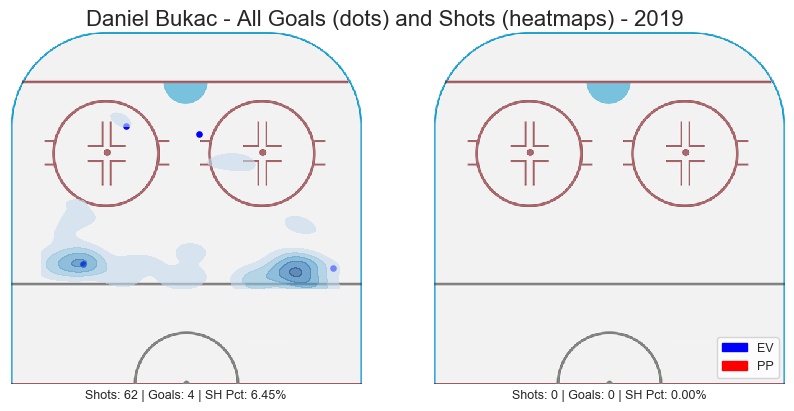 Daniel Bukac - All Goals (dots) and Shots (heatmaps) - 2019
EV
PP
Shots: 62 | Goals: 4 | SH Pct: 6.45%
Shots: 0 | Goals: 0 | SH Pct: 0.00%